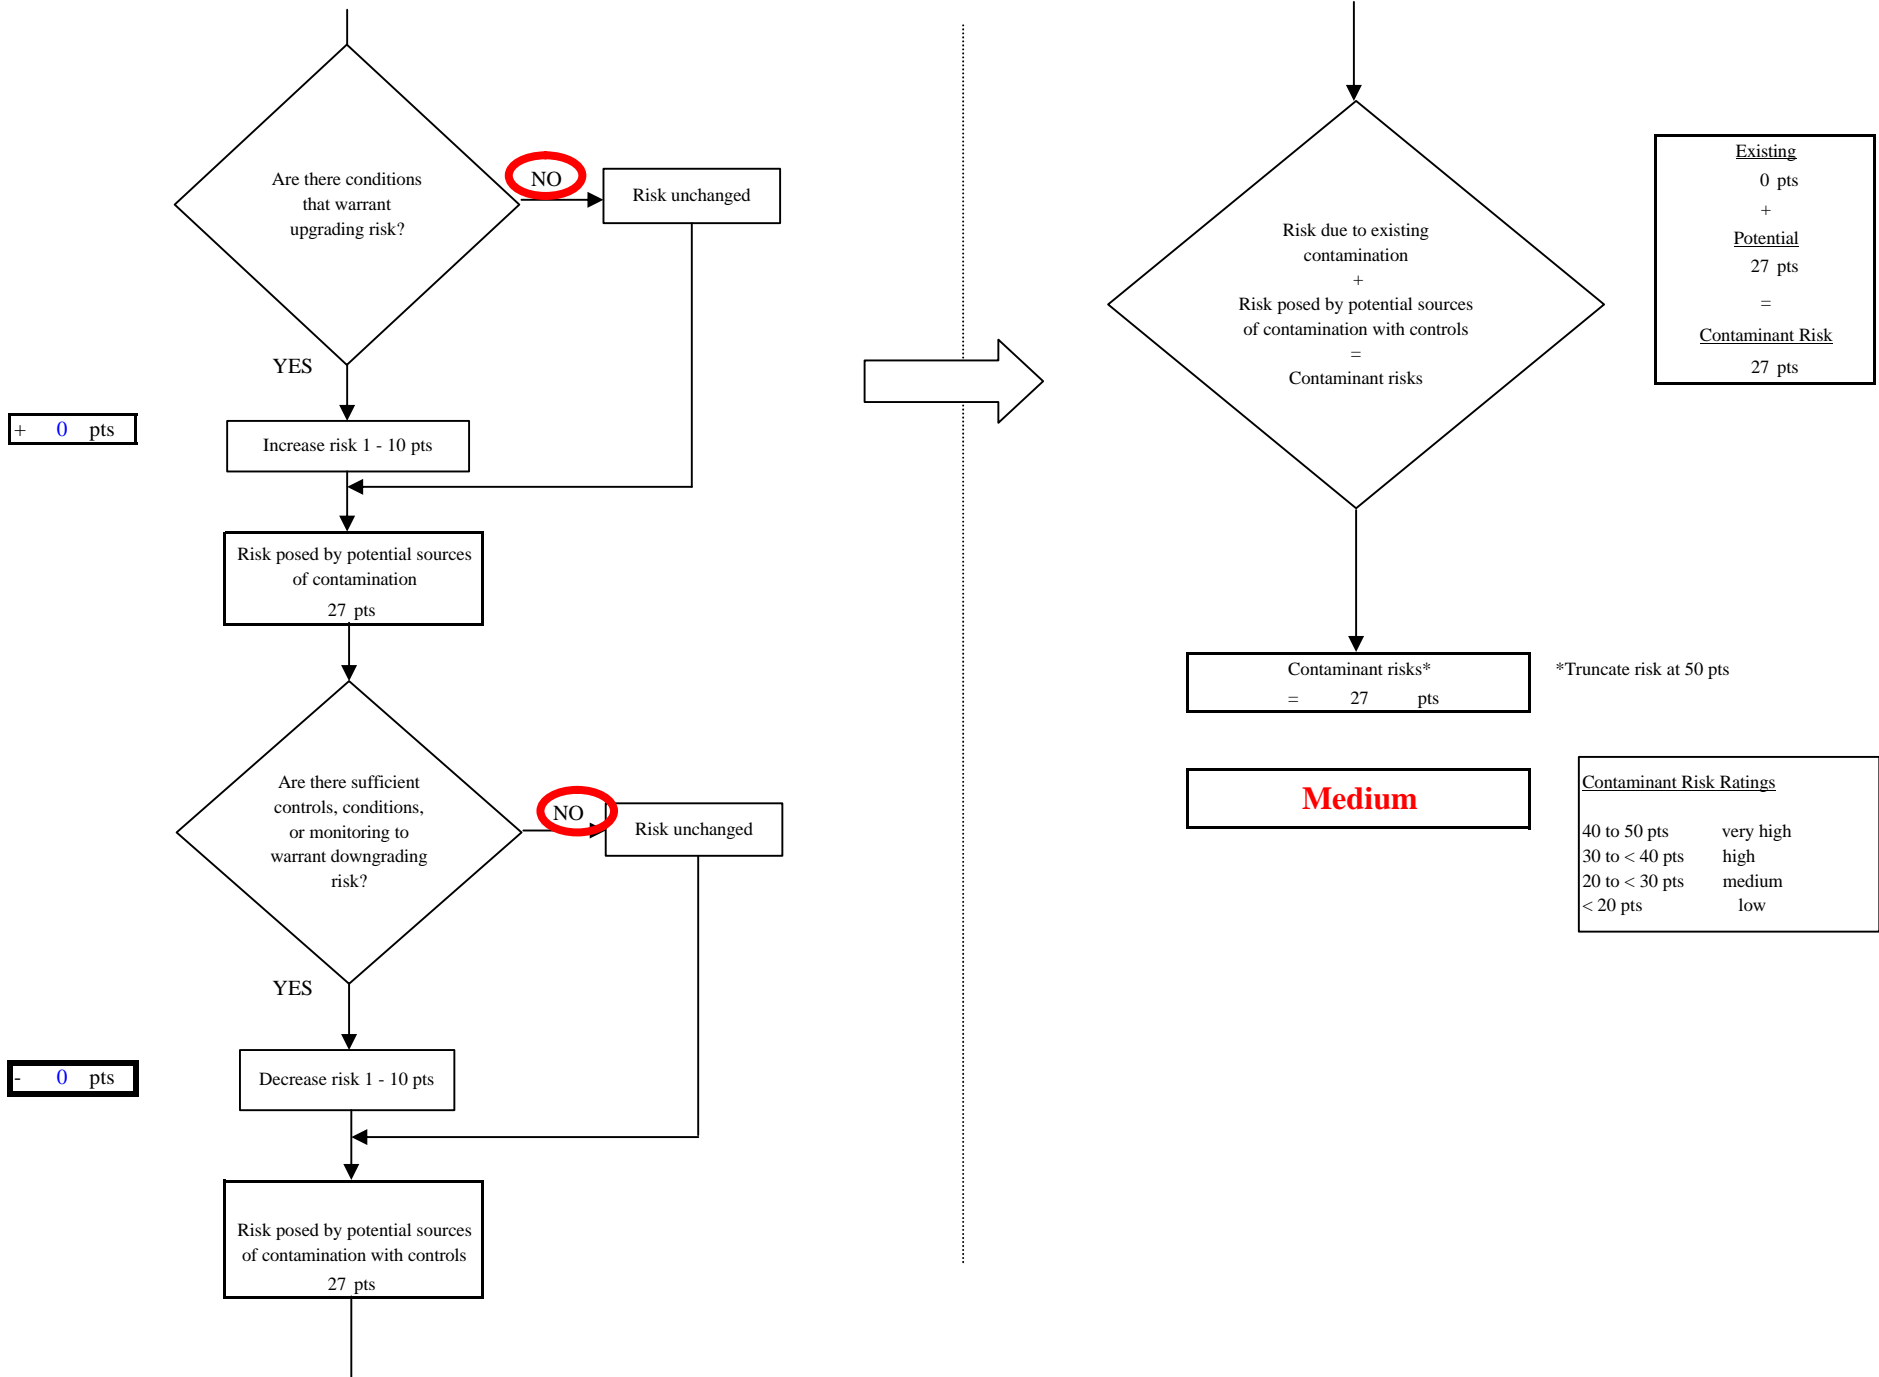 Are there conditions
that warrant
upgrading risk?
NO
Risk unchanged
YES
+ 0 pts
Increase risk 1 - 10 pts
Risk posed by potential sources
of contamination
27 pts
Are there sufficient
controls, conditions,
or monitoring to
warrant downgrading
risk?
NO
Risk unchanged
YES
- 0 pts
Decrease risk 1 - 10 pts
Risk posed by potential sources
of contamination with controls
27 pts
Risk due to existing
contamination
+
Risk posed by potential sources
of contamination with controls
=
Contaminant risks
Existing
0 pts
+
Potential
27 pts
=
Contaminant Risk
27 pts
Contaminant risks*
= 27 pts
*Truncate risk at 50 pts
Medium
Contaminant Risk Ratings
40 to 50 pts very high
30 to < 40 pts high
20 to < 30 pts medium
< 20 pts low